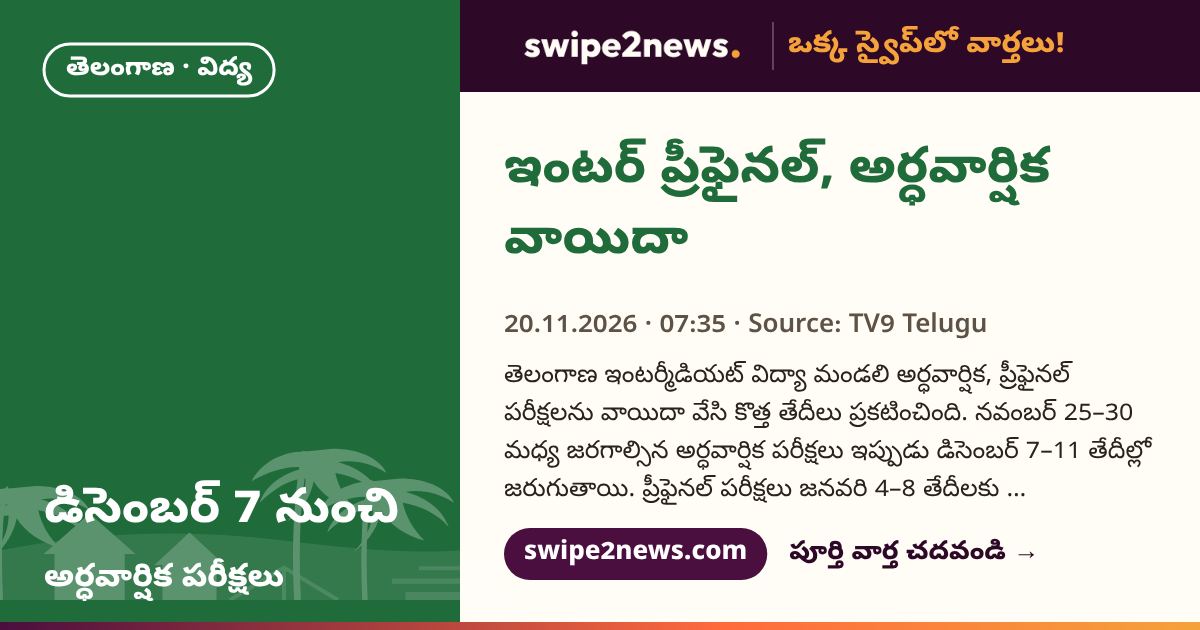 తెలంగాణ · విద్య
డిసెంబర్ 7 నుంచి
అర్ధవార్షిక పరీక్షలు
swipe2news. ఒక్క స్వైప్‌లో వార్తలు!
ఇంటర్ ప్రీఫైనల్, అర్ధవార్షిక
వాయిదా
20.11.2026 · 07:35 · Source: TV9 Telugu
తెలంగాణ ఇంటర్మీడియట్ విద్యా మండలి అర్ధవార్షిక, ప్రీఫైనల్
పరీక్షలను వాయిదా వేసి కొత్త తేదీలు ప్రకటించింది. నవంబర్ 25–30
మధ్య జరగాల్సిన అర్ధవార్షిక పరీక్షలు ఇప్పుడు డిసెంబర్ 7–11 తేదీల్లో
జరుగుతాయి. ప్రీఫైనల్ పరీక్షలు జనవరి 4–8 తేదీలకు ...
swipe2news.com పూర్తి వార్త చదవండి →